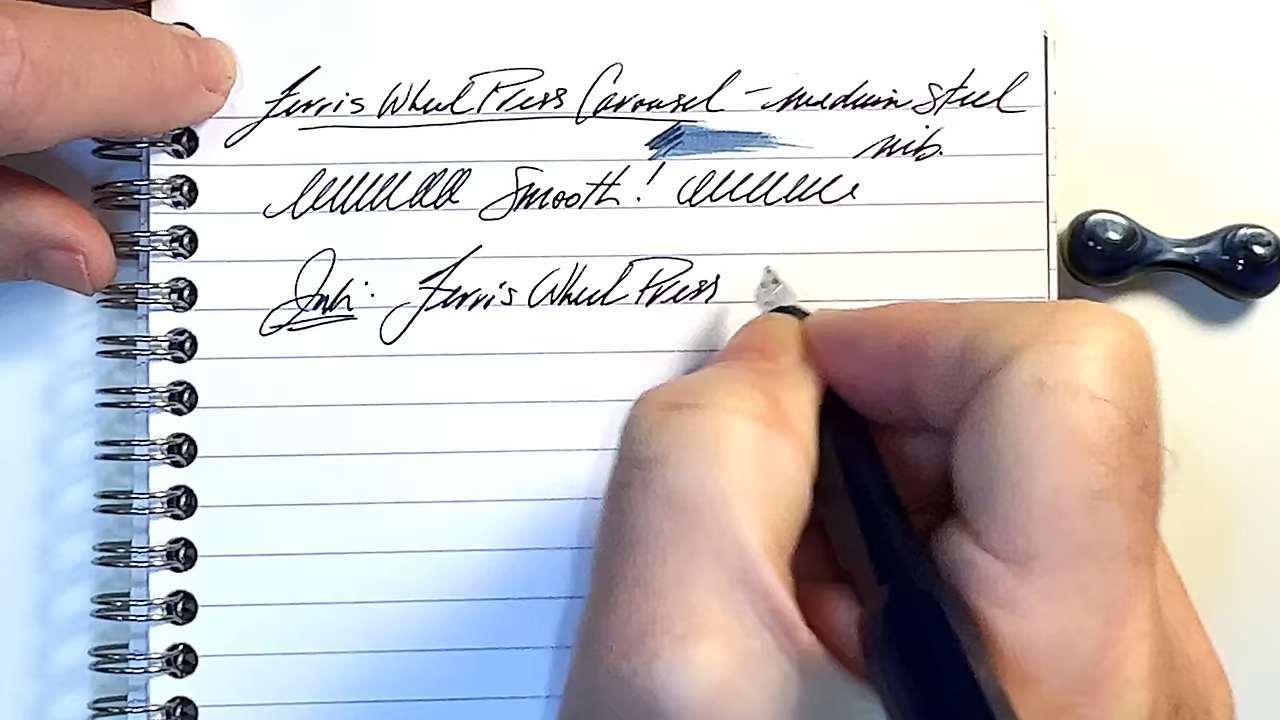 Ferris Wheel Press Carousel - medium steel
nib.
Smooth!
Ink: Ferris Wheel Press